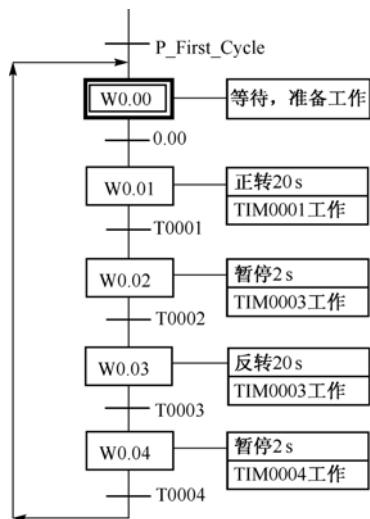 P_First_Cycle
W0.00
等待，准备工作
0.00
W0.01
正转20 s
TIM0001工作
T0001
W0.02
暂停2 s
TIM0003工作
T0002
W0.03
反转20 s
TIM0003工作
T0003
W0.04
暂停2 s
TIM0004工作
T0004